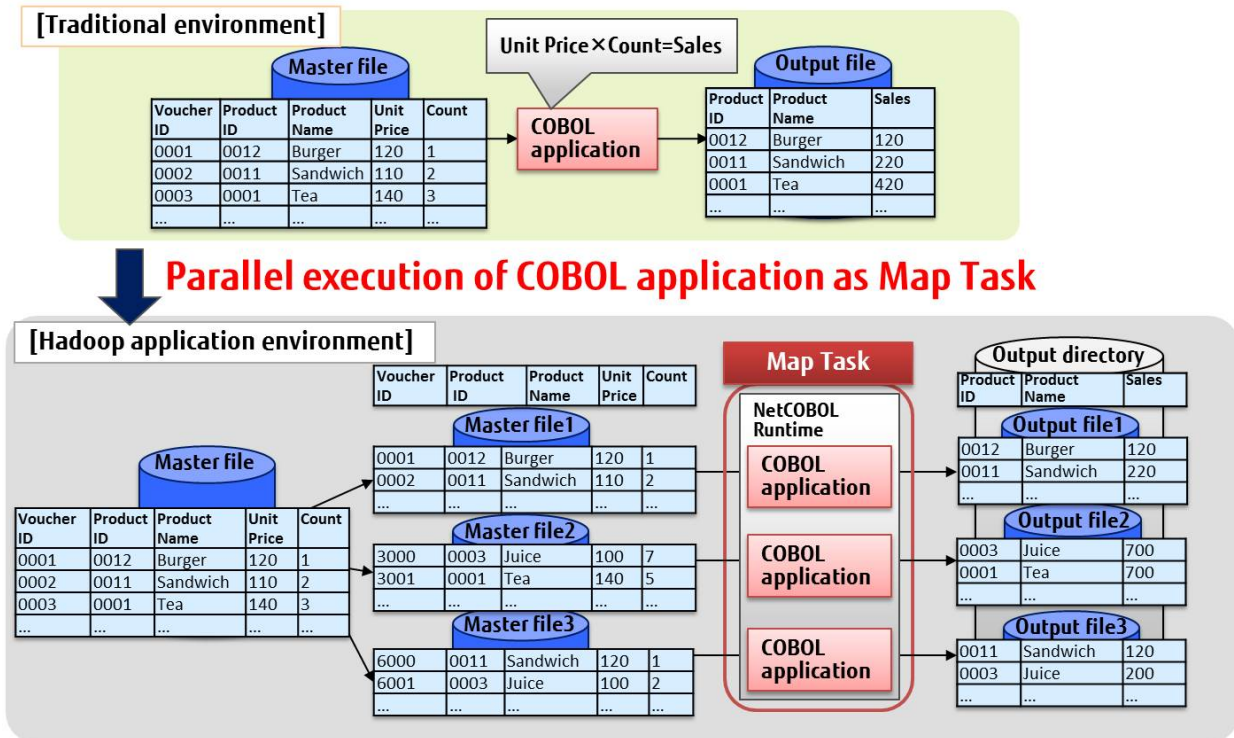 [Traditional environment]
Unit Price×Count=Sales
Master file
Voucher ID Product ID Product Name Unit Price Count
0001 0012 Burger 120 1
0002 0011 Sandwich 110 2
0003 0001 Tea 140 3
... ... ... ... ...
COBOL
application
Output file
Product ID Product Name Sales
0012 Burger 120
0011 Sandwich 220
0001 Tea 420
... ... ...
Parallel execution of COBOL application as Map Task
[Hadoop application environment]
Master file
Voucher ID Product ID Product Name Unit Price Count
0001 0012 Burger 120 1
0002 0011 Sandwich 110 2
0003 0001 Tea 140 3
... ... ... ... ...
Voucher ID Product ID Product Name Unit Price Count
Master file1
0001 0012 Burger 120 1
0002 0011 Sandwich 110 2
... ... ... ... ...
Master file2
3000 0003 Juice 100 7
3001 0001 Tea 140 5
... ... ... ... ...
Master file3
6000 0011 Sandwich 120 1
6001 0003 Juice 100 2
... ... ... ... ...
Map Task
NetCOBOL
Runtime
COBOL
application
COBOL
application
COBOL
application
Output directory
Product ID Product Name Sales
Output file1
0012 Burger 120
0011 Sandwich 220
... ... ...
Output file2
0003 Juice 700
0001 Tea 700
... ... ...
Output file3
0011 Sandwich 120
0003 Juice 200
... ... ...